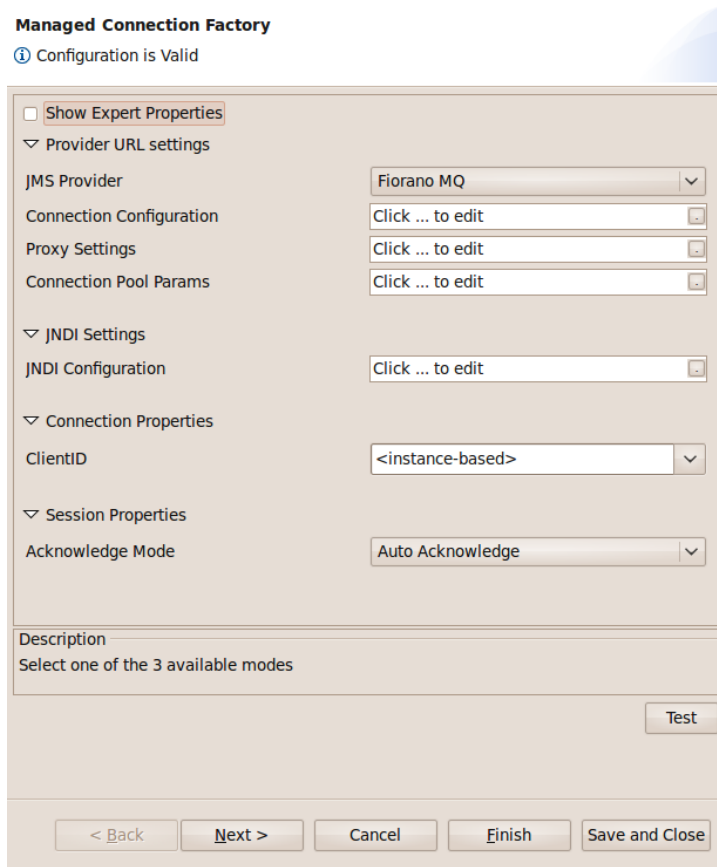 Managed Connection Factory
Configuration is Valid
Show Expert Properties
Provider URL settings
JMS Provider Fiorano MQ
Connection Configuration Click ... to edit .
Proxy Settings Click ... to edit .
Connection Pool Params Click ... to edit .
JNDI Settings
JNDI Configuration Click ... to edit .
Connection Properties
ClientID <instance-based>
Session Properties
Acknowledge Mode Auto Acknowledge
Description
Select one of the 3 available modes
Test
< Back Next > Cancel Finish Save and Close